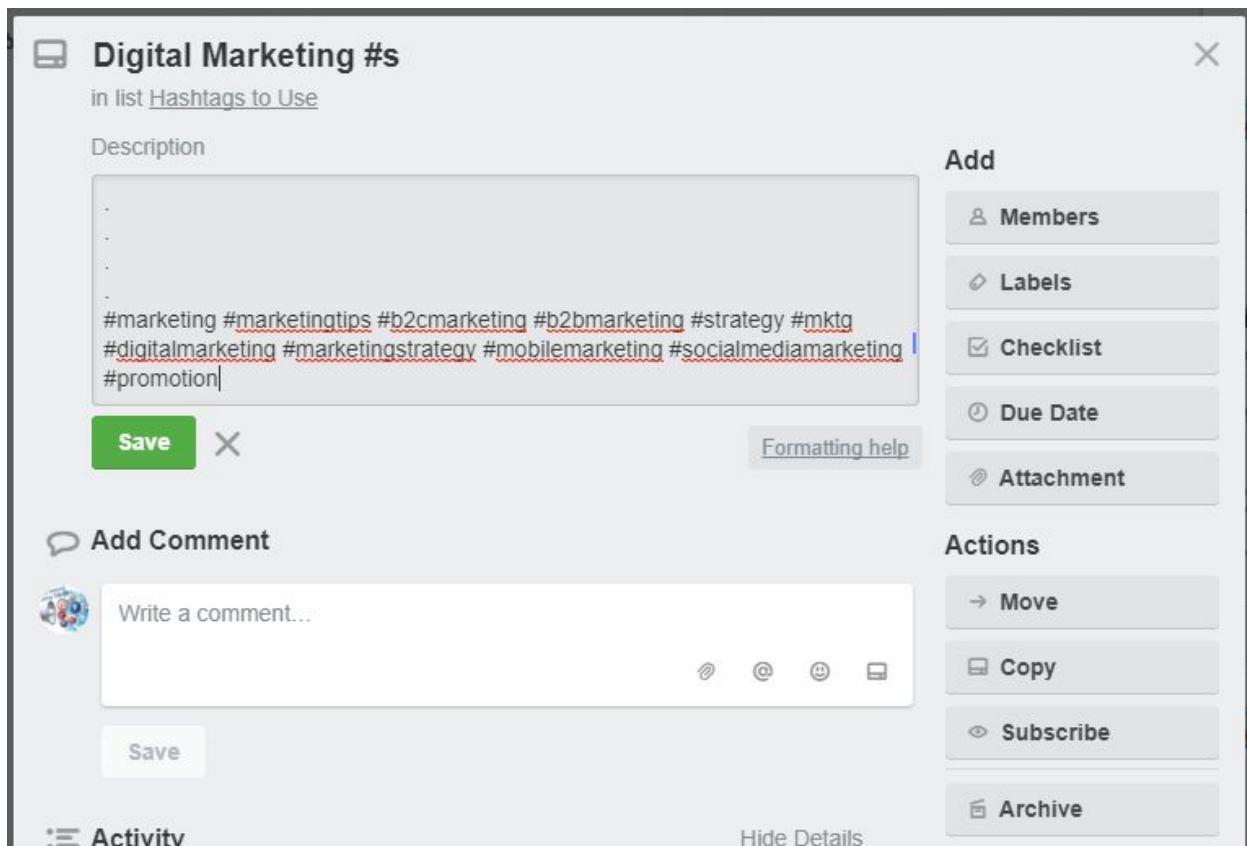 Digital Marketing #s
in list Hashtags to Use
Description
.
.
.
.
#marketing #marketingtips #b2cmarketing #b2bmarketing #strategy #mktg
#digitalmarketing #marketingstrategy #mobilemarketing #socialmediamarketing
#promotion
Save
Formatting help
Add Comment
Write a comment...
Save
Activity
Hide Details
Add
Members
Labels
Checklist
Due Date
Attachment
Actions
Move
Copy
Subscribe
Archive